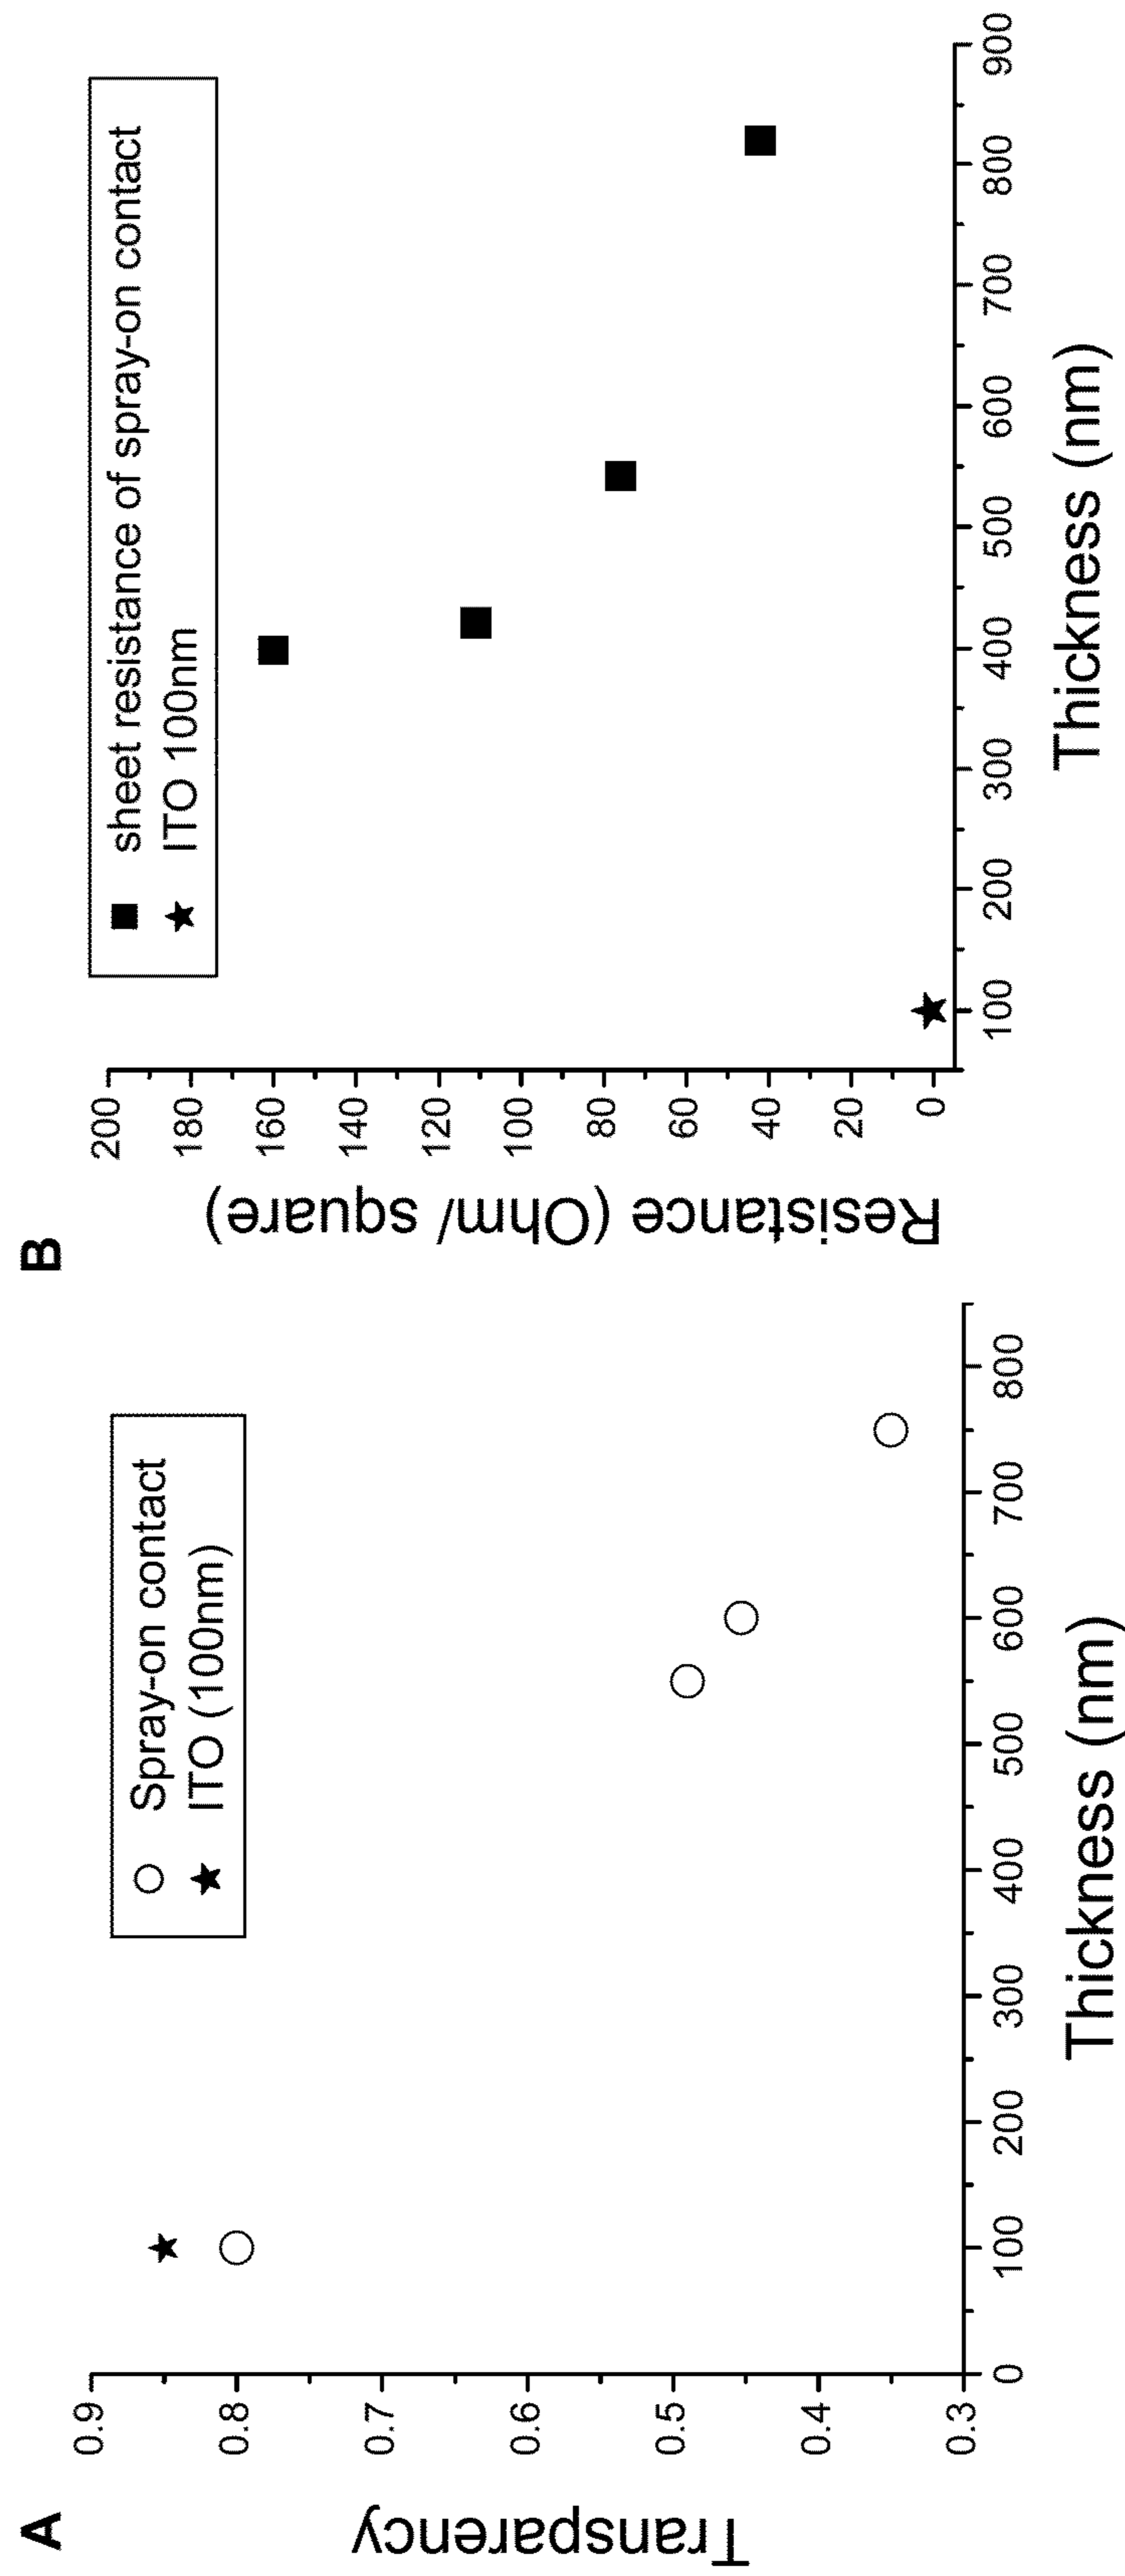 A
Transparency
0.9
0.8
0.7
0.6
0.5
0.4
0.3
Spray-on contact
ITO (100nm)
0 100 200 300 400 500 600 700 800
Thickness (nm)
B
Resistance (Ohm/ square)
200
180
160
140
120
100
80
60
40
20
0
sheet resistance of spray-on contact
ITO 100nm
100 200 300 400 500 600 700 800 900
Thickness (nm)